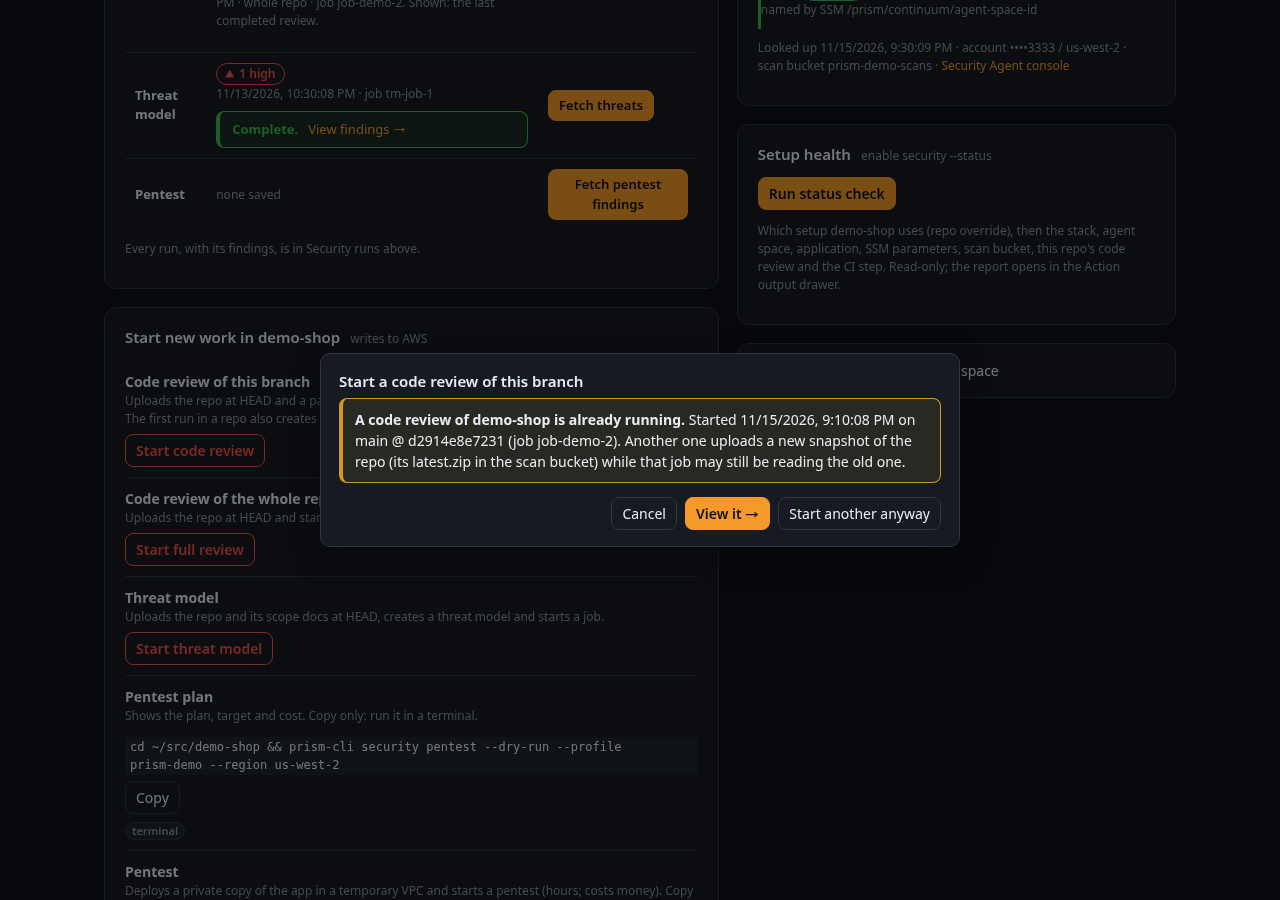 PM · whole repo · job job-demo-2. Shown: the last
completed review.
Threat
model
▲ 1 high
11/13/2026, 10:30:08 PM · job tm-job-1
Complete. View findings →
Fetch threats
Pentest
none saved
Fetch pentest
findings
Every run, with its findings, is in Security runs above.
named by SSM /prism/continuum/agent-space-id
Looked up 11/15/2026, 9:30:09 PM · account ••••3333 / us-west-2 ·
scan bucket prism-demo-scans · Security Agent console
Setup health enable security --status
Run status check
Which setup demo-shop uses (repo override), then the stack, agent
space, application, SSM parameters, scan bucket, this repo's code
review and the CI step. Read-only; the report opens in the Action
output drawer.
space
Start new work in demo-shop writes to AWS
Code review of this branch
Uploads the repo at HEAD and a
The first run in a repo also creates
Start code review
Code review of the whole
Uploads the repo at HEAD and
Start full review
Threat model
Uploads the repo and its scope docs at HEAD, creates a threat model and starts a job.
Start threat model
Pentest plan
Shows the plan, target and cost. Copy only: run it in a terminal.
cd ~/src/demo-shop && prism-cli security pentest --dry-run --profile
prism-demo --region us-west-2
Copy
terminal
Pentest
Deploys a private copy of the app in a temporary VPC and starts a pentest (hours; costs money). Copy
Start a code review of this branch
A code review of demo-shop is already running. Started 11/15/2026, 9:10:08 PM on
main @ d2914e8e7231 (job job-demo-2). Another one uploads a new snapshot of the
repo (its latest.zip in the scan bucket) while that job may still be reading the old one.
Cancel
View it →
Start another anyway